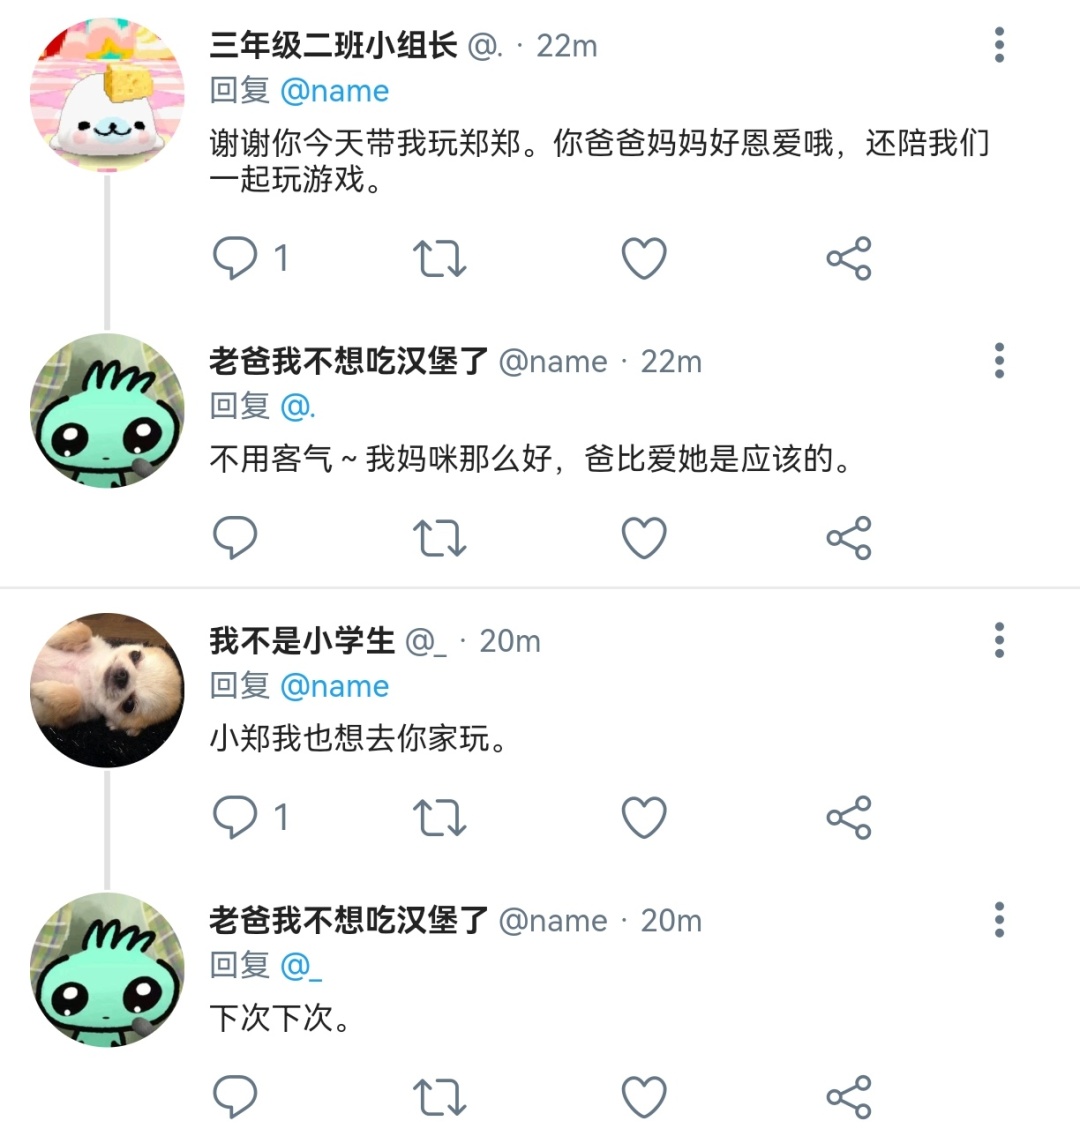 三年级二班小组长 @. · 22m
回复 @name
谢谢你今天带我玩郑郑。你爸爸妈妈好恩爱哦，还陪我们
一起玩游戏。
1
老爸我不想吃汉堡了 @name · 22m
回复 @.
不用客气～我妈咪那么好，爸比爱她是应该的。
我不是小学生 @_ · 20m
回复 @name
小郑我也想去你家玩。
1
老爸我不想吃汉堡了 @name · 20m
回复 @_
下次下次。